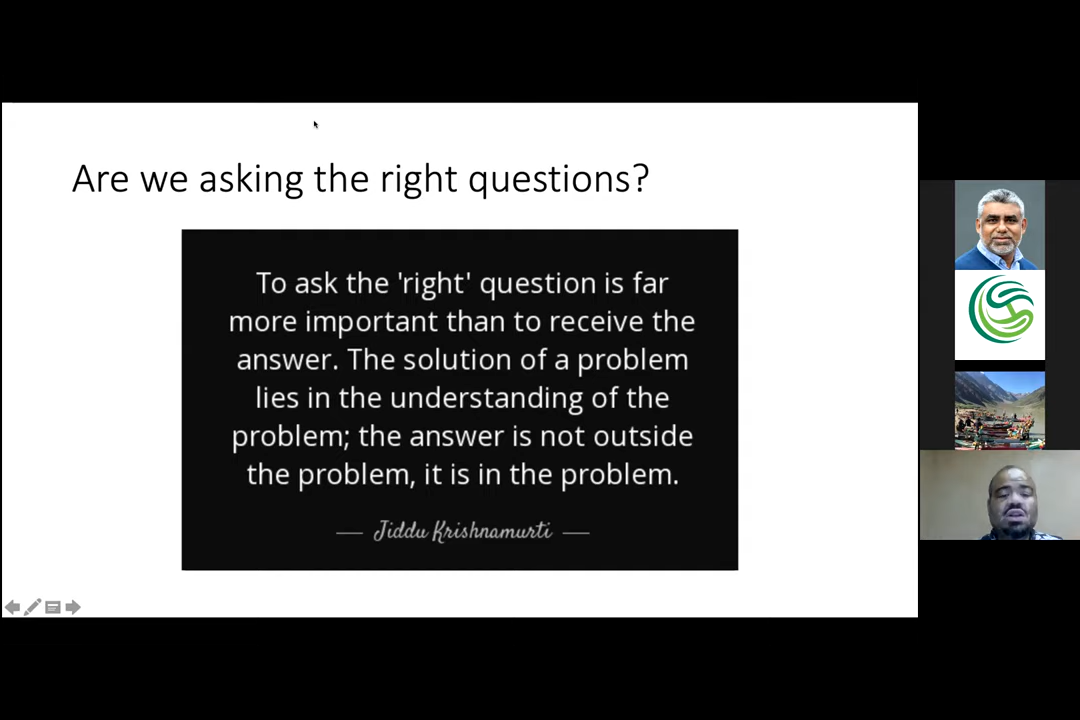 Are we asking the right questions?
To ask the 'right' question is far
more important than to receive the
answer. The solution of a problem
lies in the understanding of the
problem; the answer is not outside
the problem, it is in the problem.
— Jiddu Krishnamurti —